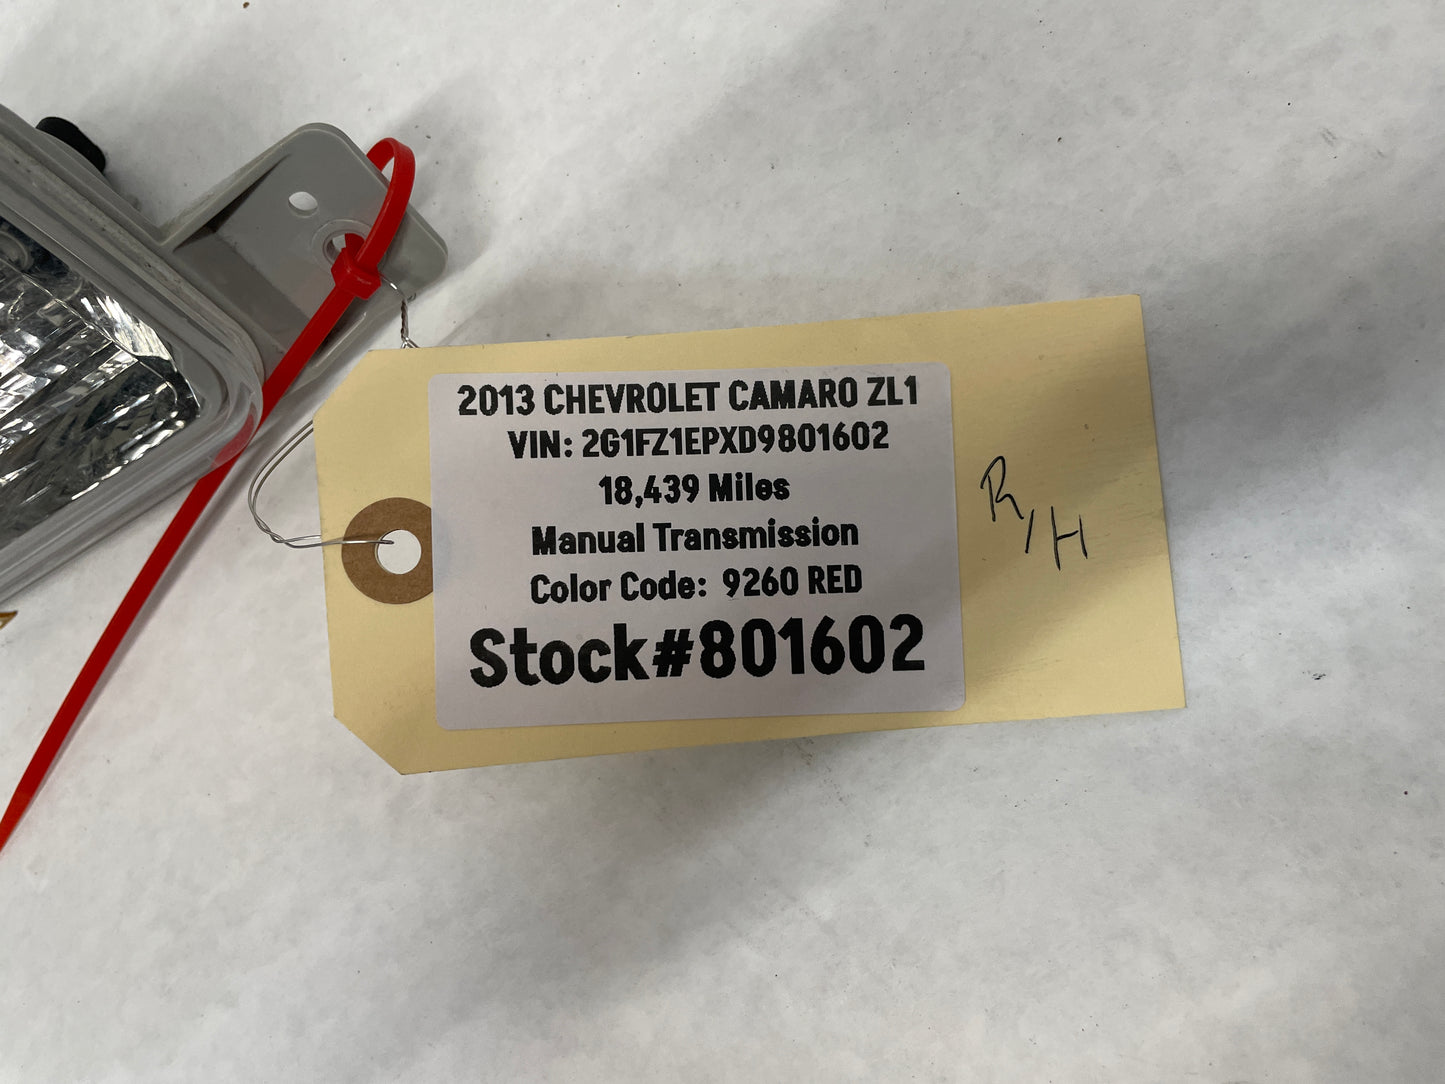 2013 CHEVROLET CAMARO ZL1
VIN: 2G1FZ1EPXD9801602
18,439 Miles
Manual Transmission
Color Code: 9260 RED
Stock#801602
R/H